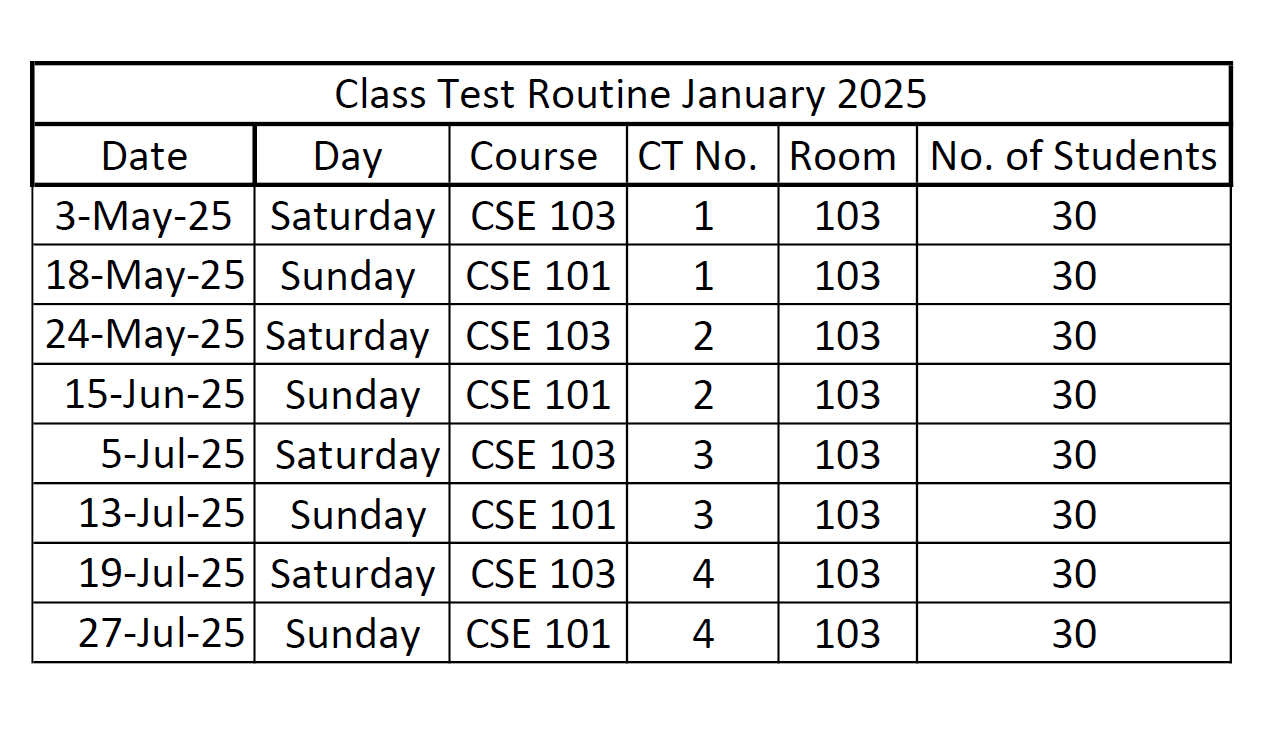 Class Test Routine January 2025
Date Day Course CT No. Room No. of Students
3-May-25 Saturday CSE 103 1 103 30
18-May-25 Sunday CSE 101 1 103 30
24-May-25 Saturday CSE 103 2 103 30
15-Jun-25 Sunday CSE 101 2 103 30
5-Jul-25 Saturday CSE 103 3 103 30
13-Jul-25 Sunday CSE 101 3 103 30
19-Jul-25 Saturday CSE 103 4 103 30
27-Jul-25 Sunday CSE 101 4 103 30